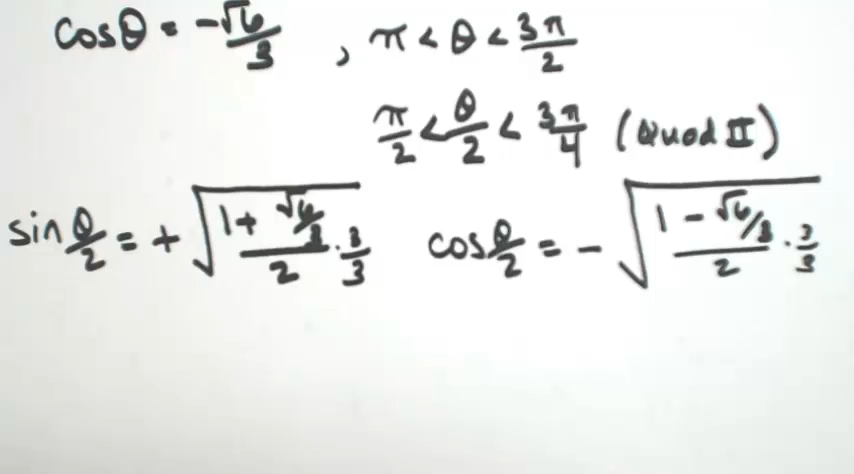 cosθ = -√6/3 , π < θ < 3π/2
π/2 < θ/2 < 3π/4 (Quad II)
sin θ/2 = + √((1 + √6/3)/2 · 3/3) cos θ/2 = - √((1 - √6/3)/2 · 3/3)